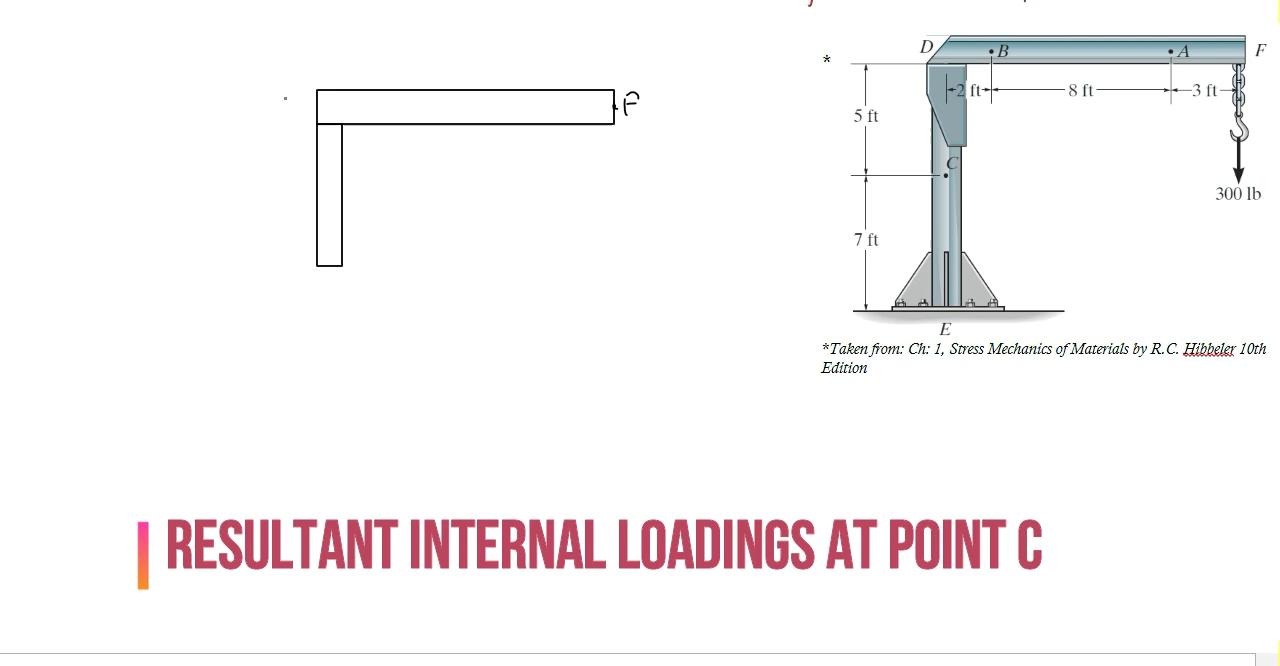 D
B
A
F
*
2 ft
8 ft
3 ft
5 ft
F
C
300 lb
7 ft
E
*Taken from: Ch: 1, Stress Mechanics of Materials by R.C. Hibbeler 10th
Edition
RESULTANT INTERNAL LOADINGS AT POINT C